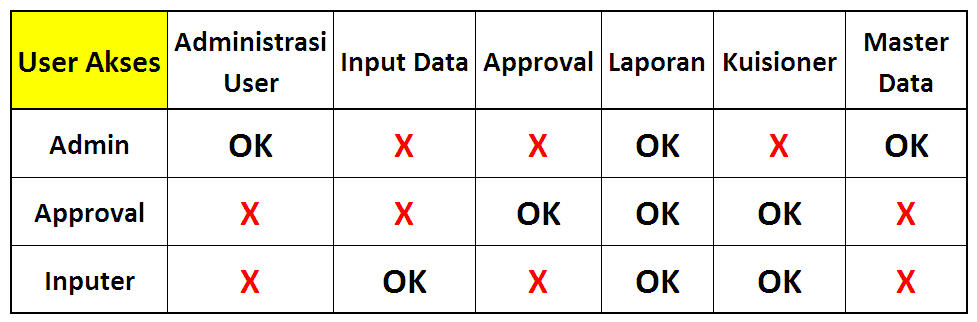 User Akses Administrasi User Input Data Approval Laporan Kuisioner Master Data
Admin OK X X OK X OK
Approval X X OK OK OK X
Inputer X OK X OK OK X